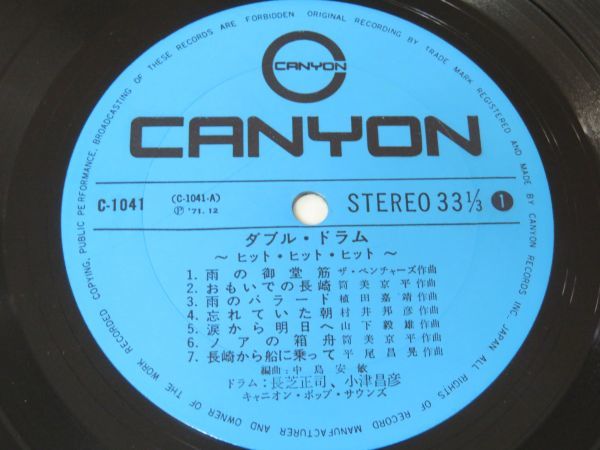 COPYING, PUBLIC PERFORMANCE, BROADCASTING OF THESE RECORDS ARE FORBIDDEN ORIGINAL RECORDING BY TRADE MARK REGISTERED AND MADE BY CANYON RECORDS INC. JAPAN ALL RIGHTS OF RECORD MANUFACTURER AND OWNER OF THE WORK RECORDED
CANYON
CANYON
C-1041 (C-1041-A) STEREO 33⅓ 1
Ⓟ '71.12
ダブル・ドラム
~ ヒット・ヒット・ヒット ~
1. 雨の御堂筋 ザ・ベンチャーズ作曲
2. おもいでの長崎 筒美京平作曲
3. 雨のバラード 植田嘉靖作曲
4. 忘れていた朝 村井邦彦作曲
5. 涙から明日へ 山下毅雄作曲
6. ノアの箱舟 筒美京平作曲
7. 長崎から船に乗って 平尾昌晃作曲
編曲:中島安敏
ドラム:長芝正司、小津昌彦
キャニオン・ポップ・サウンズ